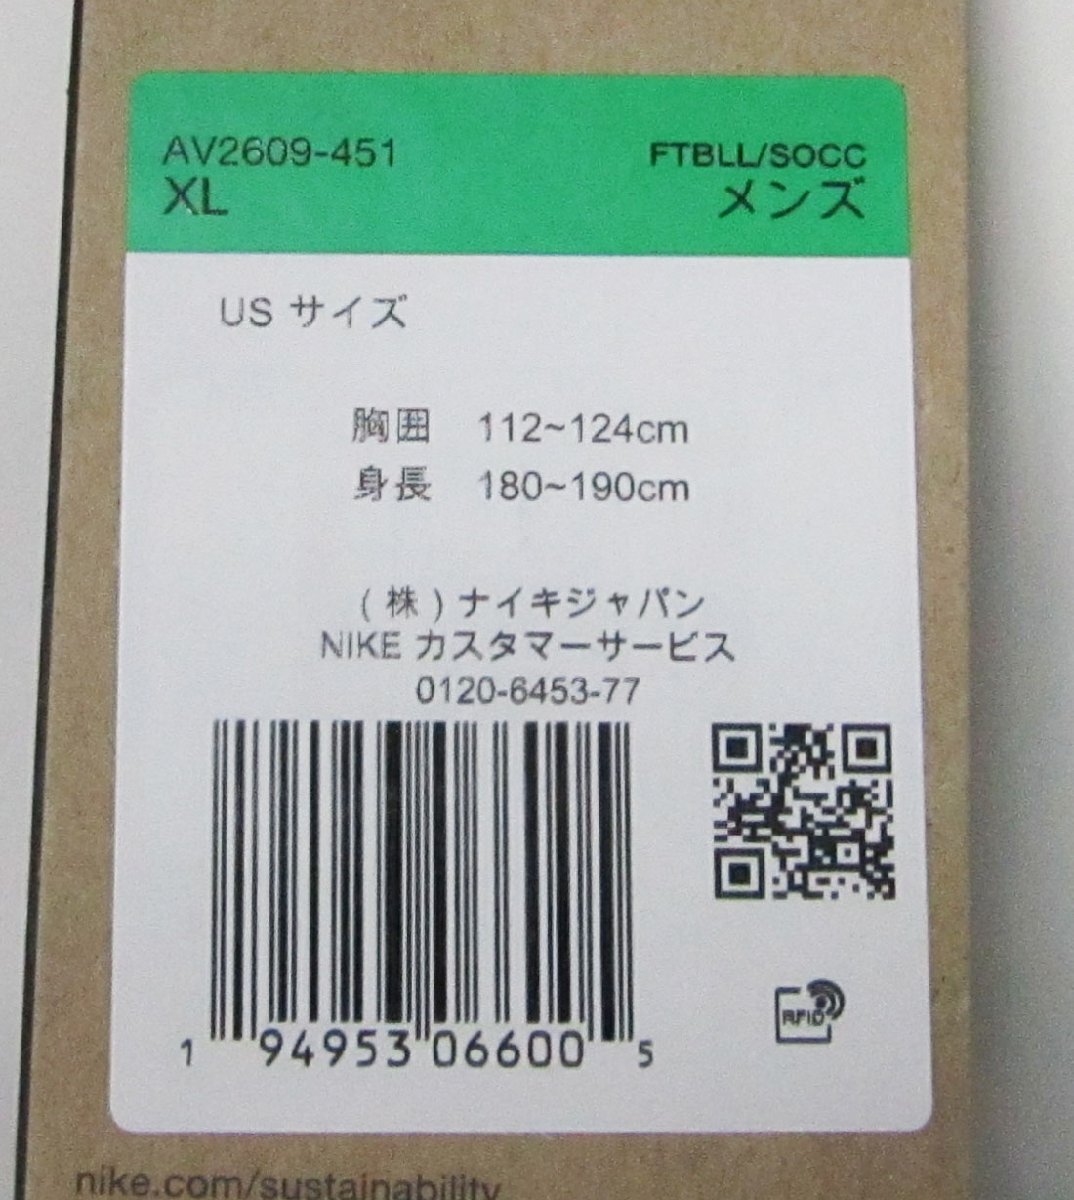 AV2609-451 FTBLL/SOCC
XL メンズ
US サイズ
胸囲 112~124cm
身長 180~190cm
(株)ナイキジャパン
NIKE カスタマーサービス
0120-6453-77
1 94953 06600 5
RFID
nike.com/sustainability